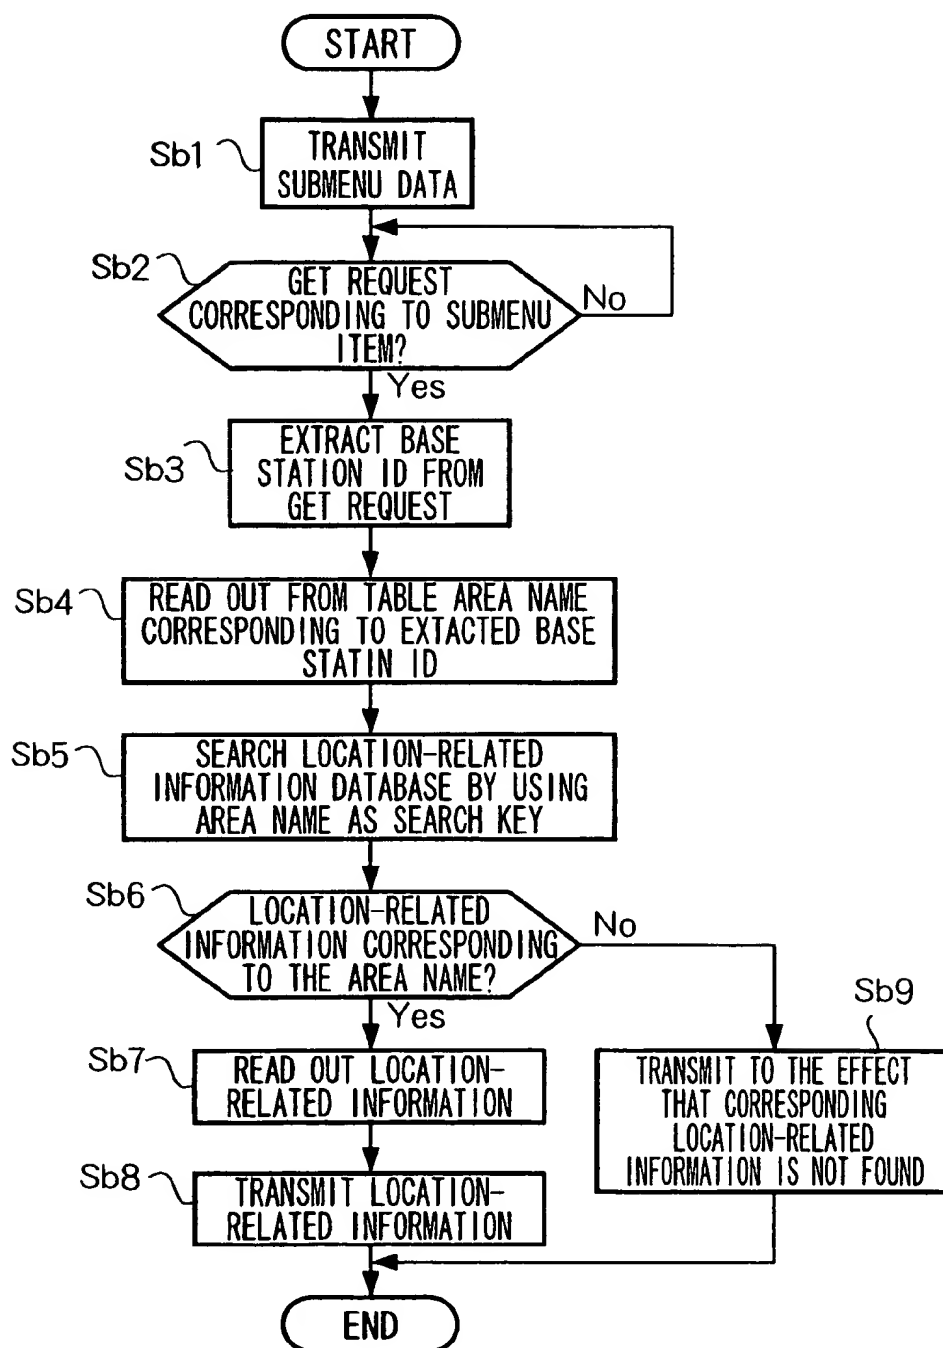 START
Sb1
TRANSMIT
SUBMENU DATA
Sb2
GET REQUEST
CORRESPONDING TO SUBMENU
ITEM?
No
Yes
Sb3
EXTRACT BASE
STATION ID FROM
GET REQUEST
Sb4
READ OUT FROM TABLE AREA NAME
CORRESPONDING TO EXTACTED BASE
STATIN ID
Sb5
SEARCH LOCATION-RELATED
INFORMATION DATABASE BY USING
AREA NAME AS SEARCH KEY
Sb6
LOCATION-RELATED
INFORMATION CORRESPONDING
TO THE AREA NAME?
No
Yes
Sb7
READ OUT LOCATION-
RELATED INFORMATION
Sb9
TRANSMIT TO THE EFFECT
THAT CORRESPONDING
LOCATION-RELATED
INFORMATION IS NOT FOUND
Sb8
TRANSMIT LOCATION-
RELATED INFORMATION
END